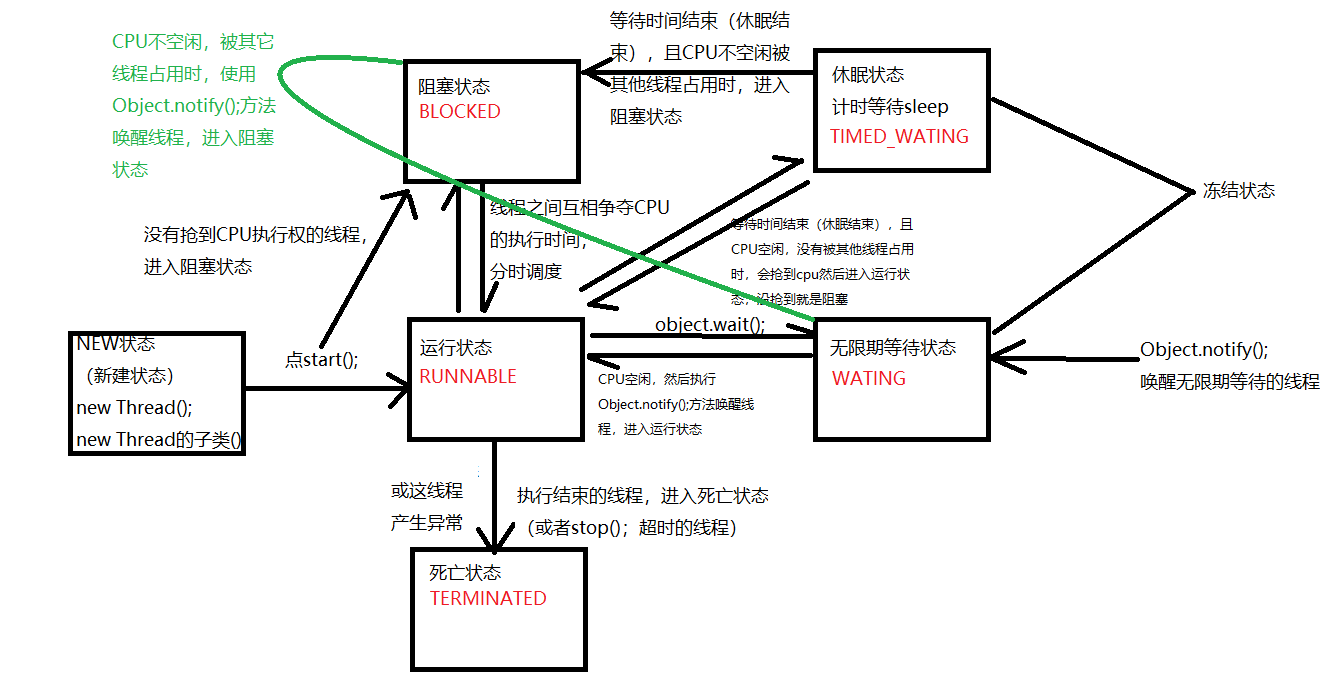 CPU不空闲，被其它
线程占用时，使用
Object.notify();方法
唤醒线程，进入阻塞
状态
阻塞状态
BLOCKED
等待时间结束（休眠结
束），且CPU不空闲被
其他线程占用时，进入
阻塞状态
休眠状态
计时等待sleep
TIMED_WATING
冻结状态
没有抢到CPU执行权的线程，
进入阻塞状态
线程之间互相争夺CPU
的执行时间，
分时调度
等待时间结束（休眠结束），且
CPU空闲，没有被其他线程占用
时，会抢到cpu然后进入运行状
态，没抢到就是阻塞
NEW状态
（新建状态）
new Thread();
new Thread的子类()
点start();
运行状态
RUNNABLE
object.wait();
CPU空闲，然后执行
Object.notify();方法唤醒线
程，进入运行状态
无限期等待状态
WATING
Object.notify();
唤醒无限期等待的线程
或这线程
产生异常
执行结束的线程，进入死亡状态
（或者stop()；超时的线程）
死亡状态
TERMINATED